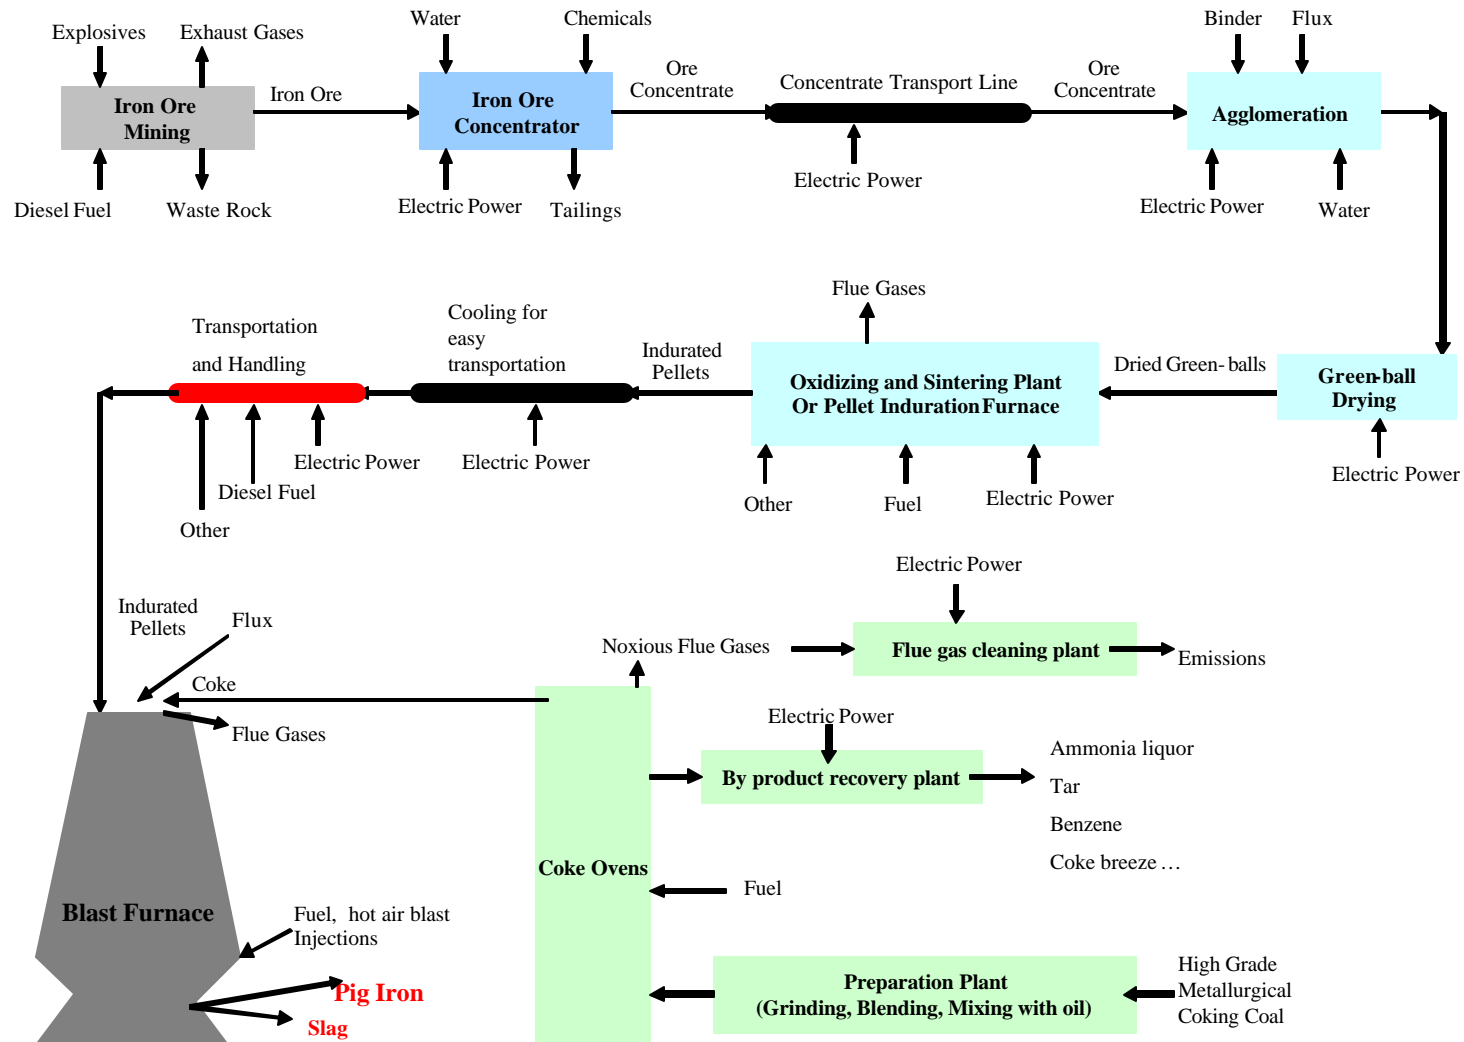 Water
Chemicals
Binder
Flux
Explosives
Exhaust Gases
Iron Ore
Mining
Iron Ore
Iron Ore
Concentrator
Ore
Concentrate
Concentrate Transport Line
Ore
Concentrate
Agglomeration
Diesel Fuel
Waste Rock
Electric Power
Tailings
Electric Power
Electric Power
Water
Flue Gases
Transportation
and Handling
Cooling for
easy
transportation
Indurated
Pellets
Oxidizing and Sintering Plant
Or Pellet Induration Furnace
Dried Green- balls
Green-ball
Drying
Electric Power
Diesel Fuel
Other
Electric Power
Other
Fuel
Electric Power
Electric Power
Electric Power
Indurated
Pellets
Flux
Noxious Flue Gases
Flue gas cleaning plant
Emissions
Coke
Flue Gases
Electric Power
By product recovery plant
Ammonia liquor
Tar
Benzene
Coke breeze …
Coke Ovens
Fuel
Blast Furnace
Fuel, hot air blast
Injections
Pig Iron
Slag
Preparation Plant
(Grinding, Blending, Mixing with oil)
High Grade
Metallurgical
Coking Coal